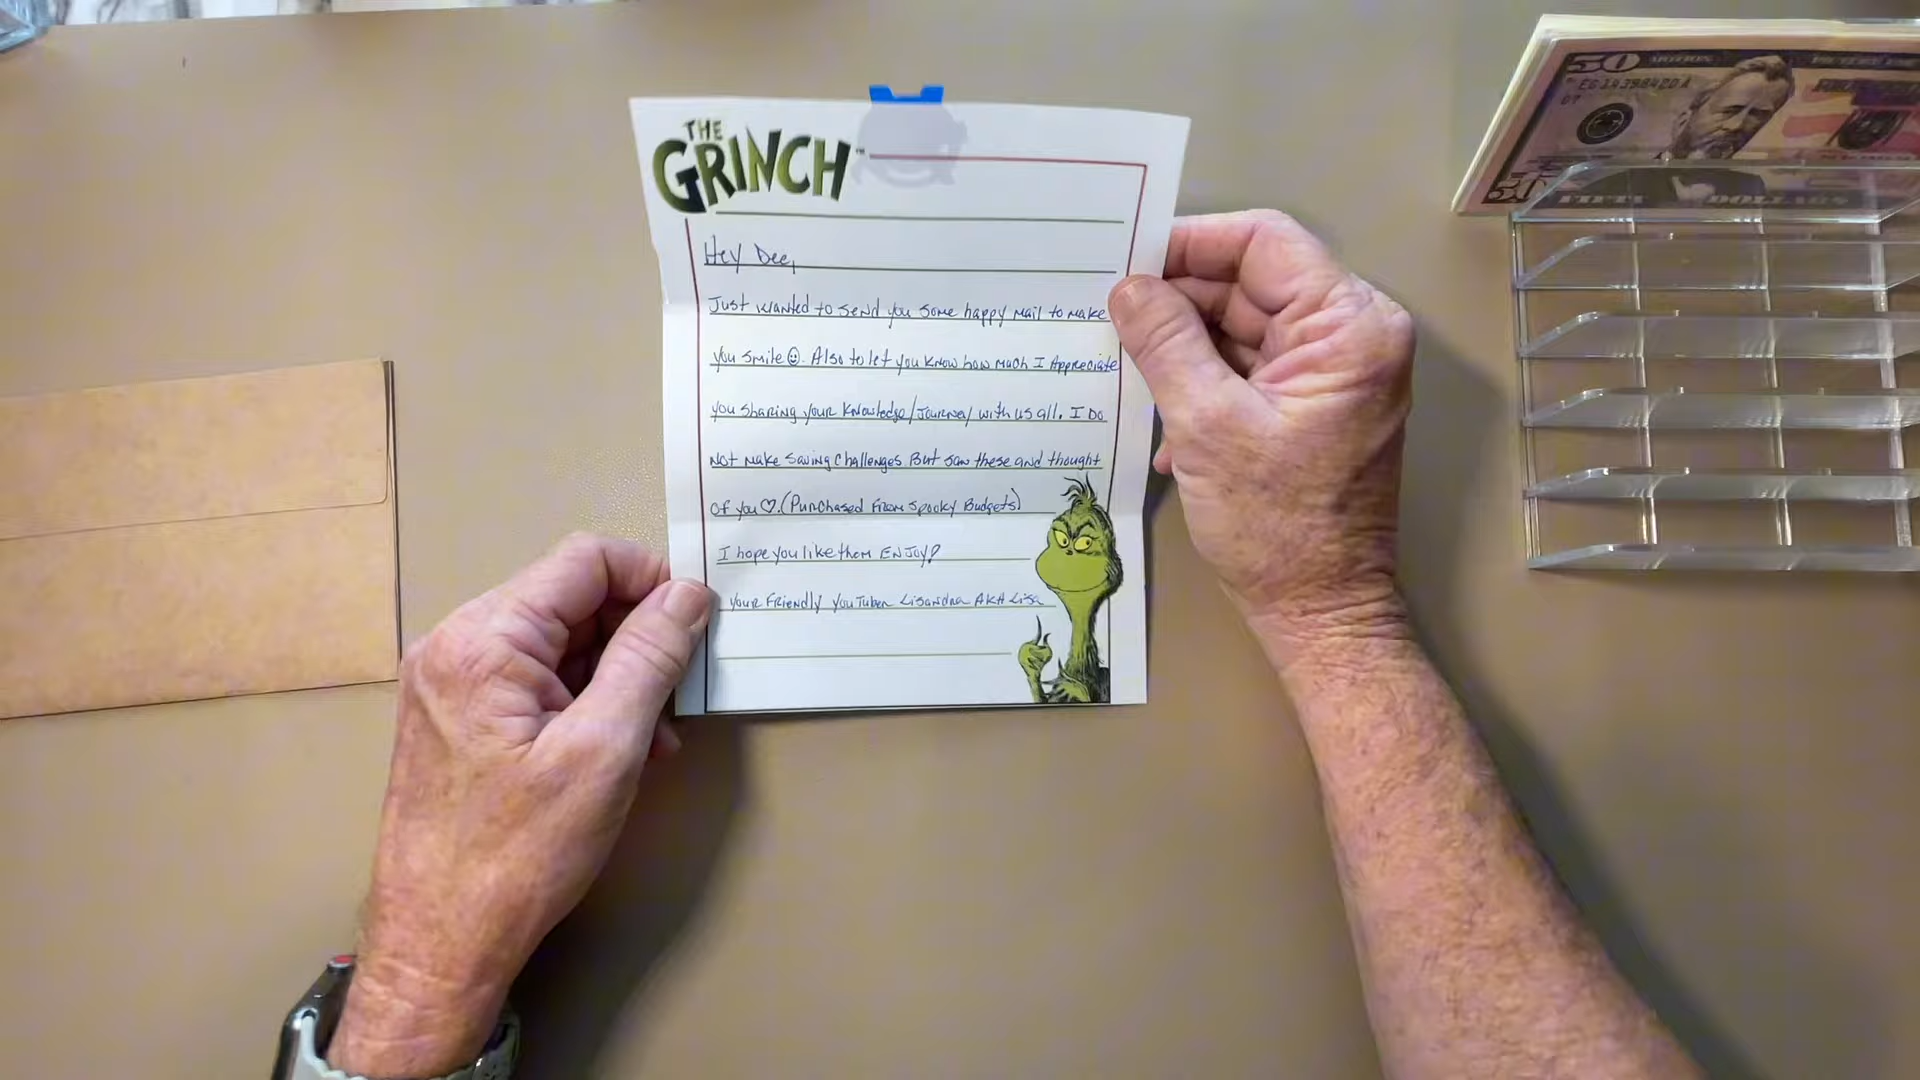 THE
GRINCH
Hey Dee,
Just wanted to send you some happy mail to make
you smile ☺. Also to let you know how much I Appreciate
you sharing your knowledge/Journey with us all. I Do
Not make saving challenges. But saw these and thought
of you ♡. (Purchased From Spooky Budgets)
I hope you like them ENJOY!
your Friendly youTuber Lisandra AKA Lisa
50
FIFTY DOLLARS